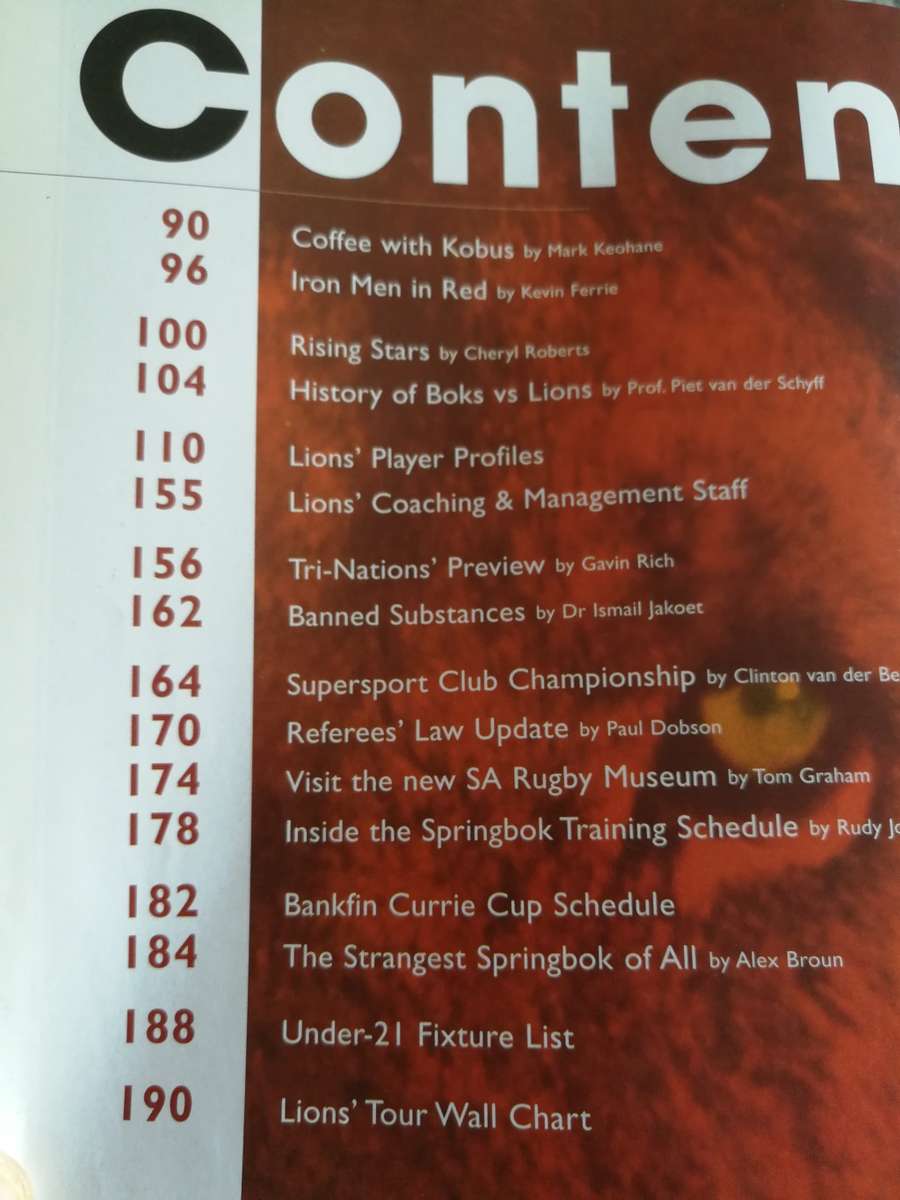 Conten
90 Coffee with Kobus by Mark Keohane
96 Iron Men in Red by Kevin Ferrie
100 Rising Stars by Cheryl Roberts
104 History of Boks vs Lions by Prof. Piet van der Schyff
110 Lions' Player Profiles
155 Lions' Coaching & Management Staff
156 Tri-Nations' Preview by Gavin Rich
162 Banned Substances by Dr Ismail Jakoet
164 Supersport Club Championship by Clinton van der Be
170 Referees' Law Update by Paul Dobson
174 Visit the new SA Rugby Museum by Tom Graham
178 Inside the Springbok Training Schedule by Rudy Jo
182 Bankfin Currie Cup Schedule
184 The Strangest Springbok of All by Alex Broun
188 Under-21 Fixture List
190 Lions' Tour Wall Chart